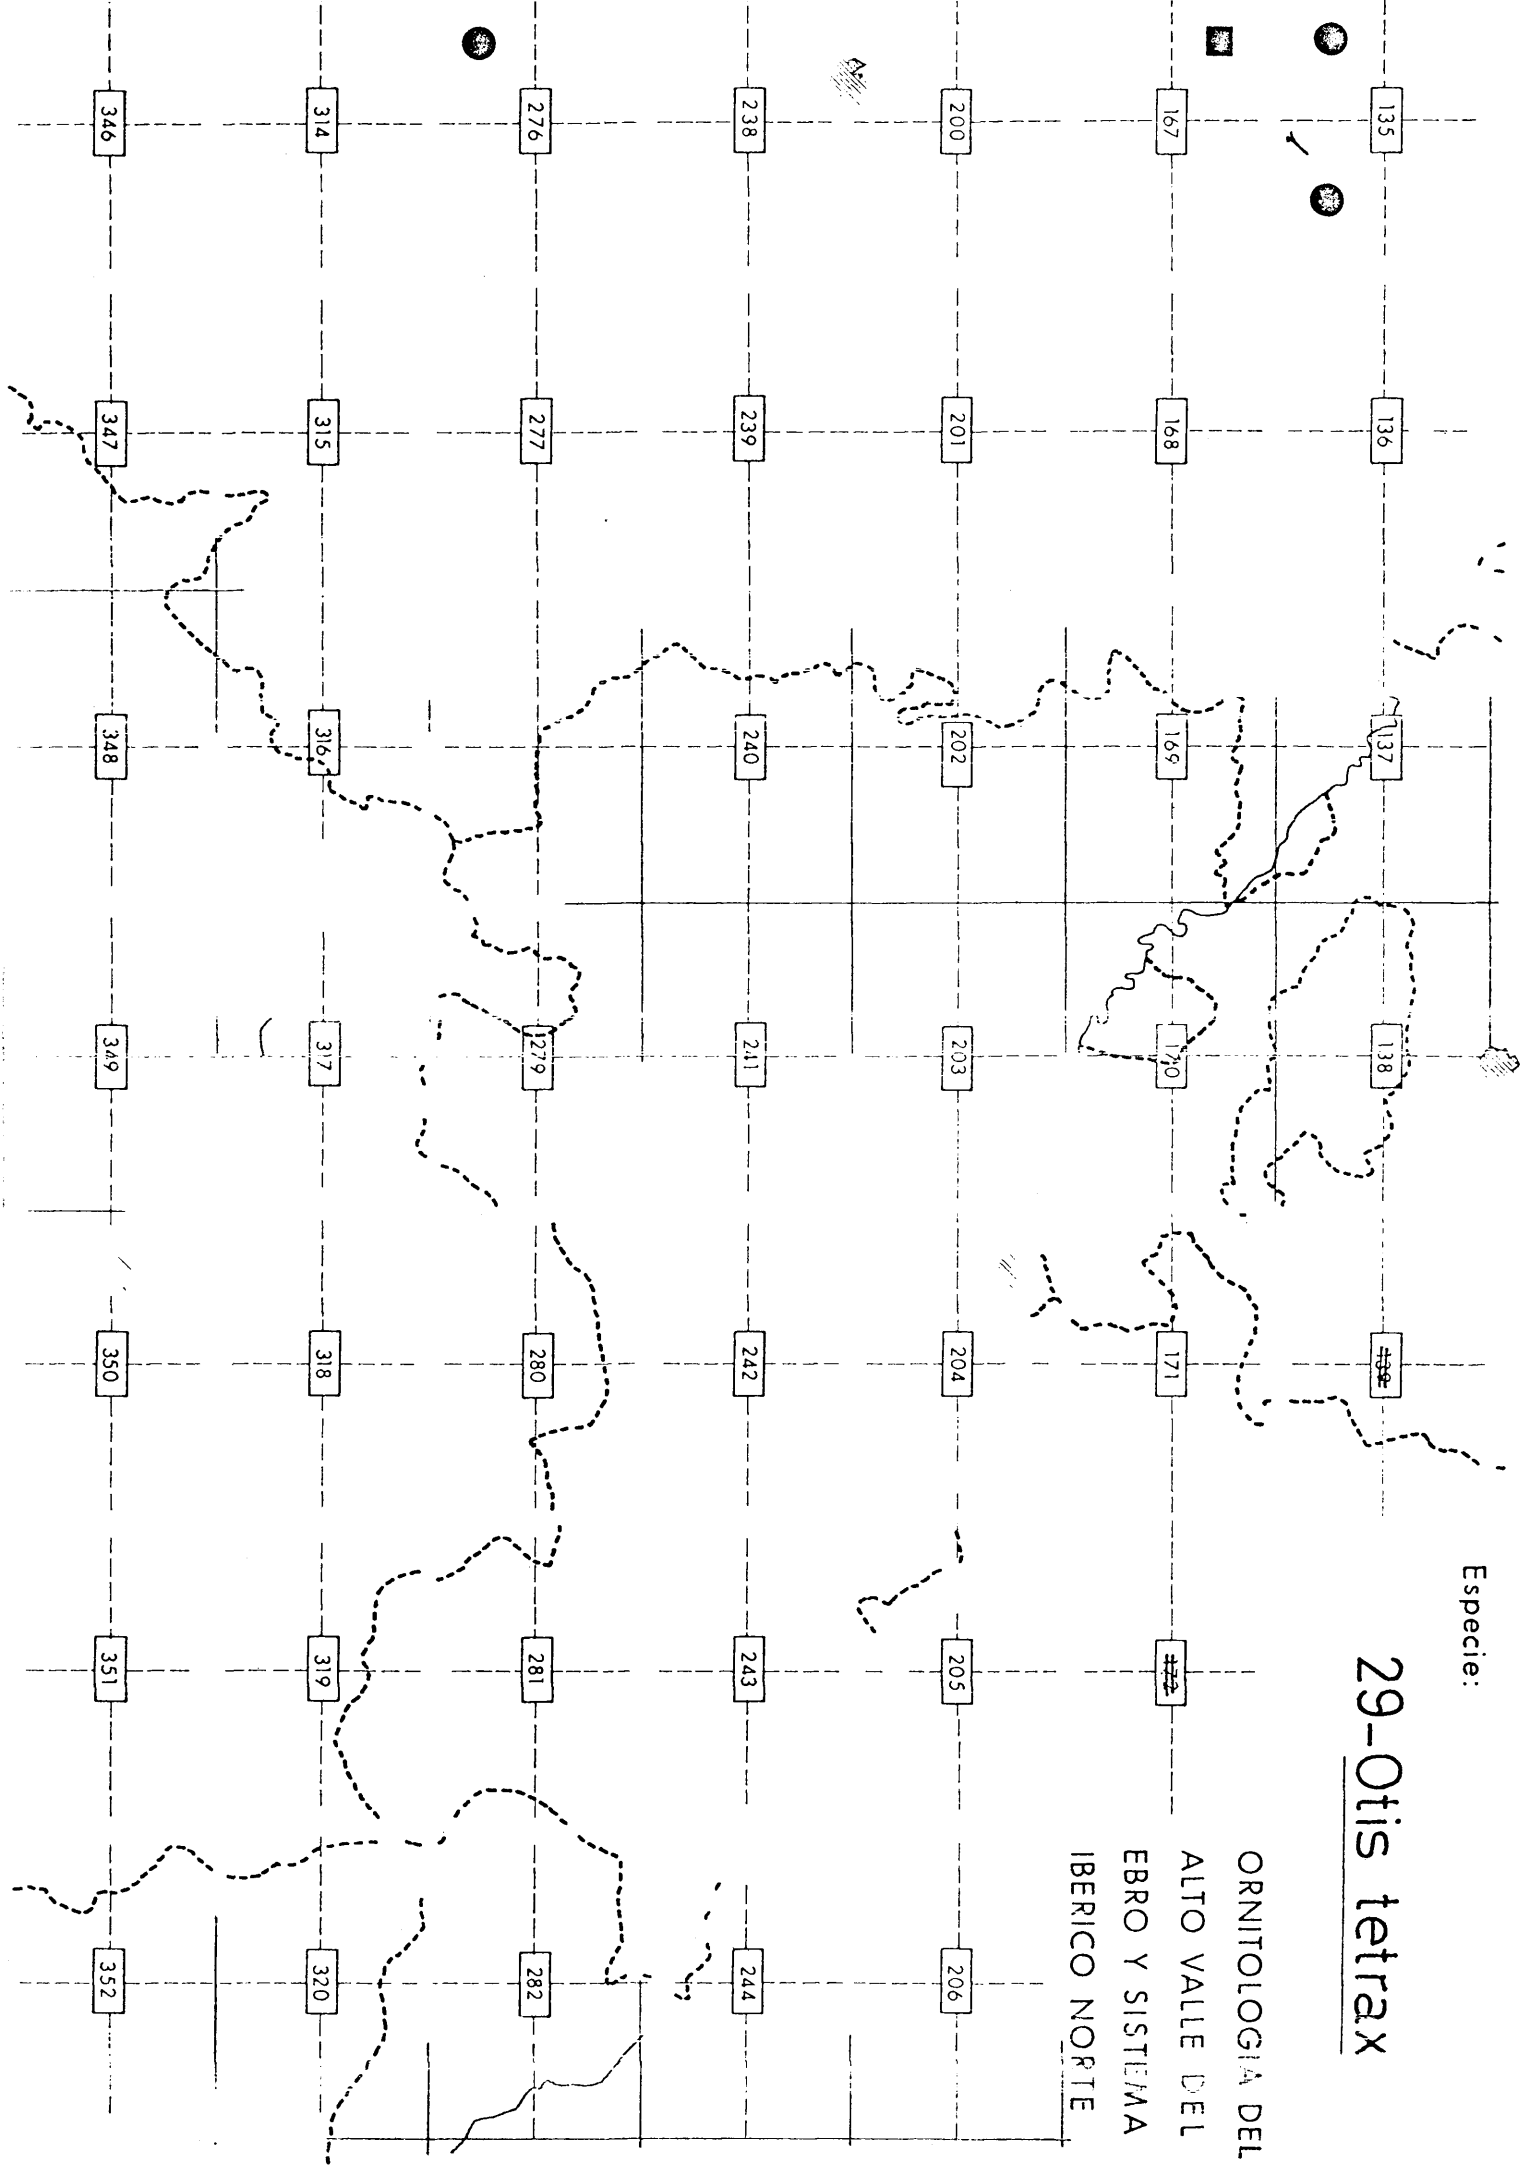 Especie:
29-Otis tetrax
ORNITOLOGIA DEL
ALTO VALLE DEL
EBRO Y SISTEMA
IBERICO NORTE
135 136 137 138
167 168 169 170 171
200 201 202 203 204 205 206
238 239 240 241 242 243 244
276 277 279 280 281 282
314 315 316 317 318 319 320
346 347 348 349 350 351 352